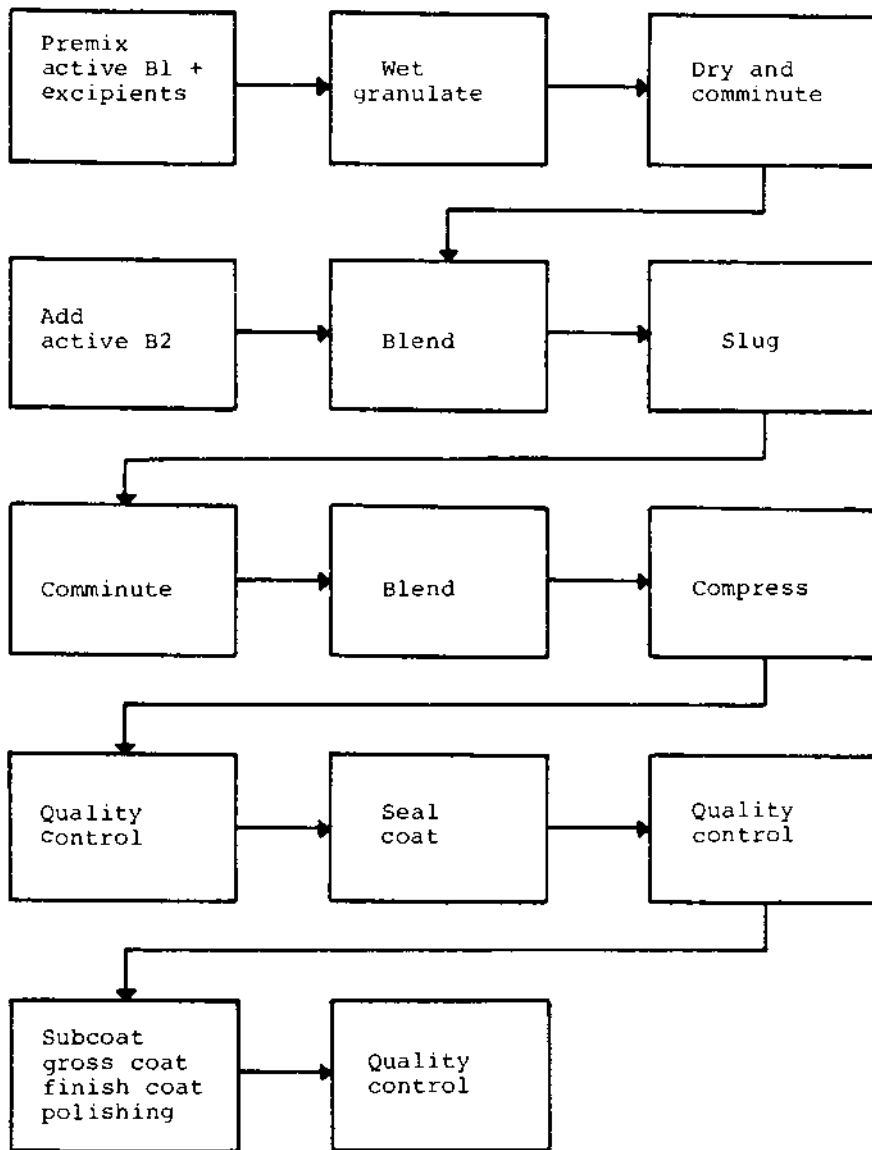 Premix
active B1 +
excipients
Wet
granulate
Dry and
comminute
Add
active B2
Blend
Slug
Comminute
Blend
Compress
Quality
control
Seal
coat
Quality
control
Subcoat
gross coat
finish coat
polishing
Quality
control